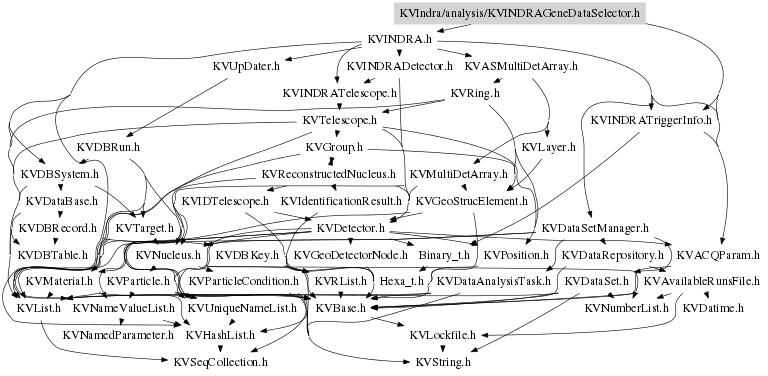 KVIndra/analysis/KVINDRAGeneDataSelector.h
KVINDRA.h
KVUpDater.h KVINDRADetector.h KVASMultiDetArray.h
KVINDRATelescope.h KVRing.h
KVTelescope.h KVINDRATriggerInfo.h
KVDBRun.h KVGroup.h KVLayer.h
KVDBSystem.h KVReconstructedNucleus.h KVMultiDetArray.h
KVDataBase.h KVIDTelescope.h KVIdentificationResult.h KVGeoStrucElement.h
KVDBRecord.h KVTarget.h KVDetector.h KVDataSetManager.h
KVDBTable.h KVNucleus.h KVDBKey.h KVGeoDetectorNode.h Binary_t.h KVPosition.h KVDataRepository.h KVACQParam.h
KVMaterial.h KVParticle.h KVParticleCondition.h KVRList.h Hexa_t.h KVDataAnalysisTask.h KVDataSet.h KVAvailableRunsFile.h
KVList.h KVNameValueList.h KVUniqueNameList.h KVBase.h KVNumberList.h KVDatime.h
KVNamedParameter.h KVHashList.h KVLockfile.h
KVSeqCollection.h KVString.h